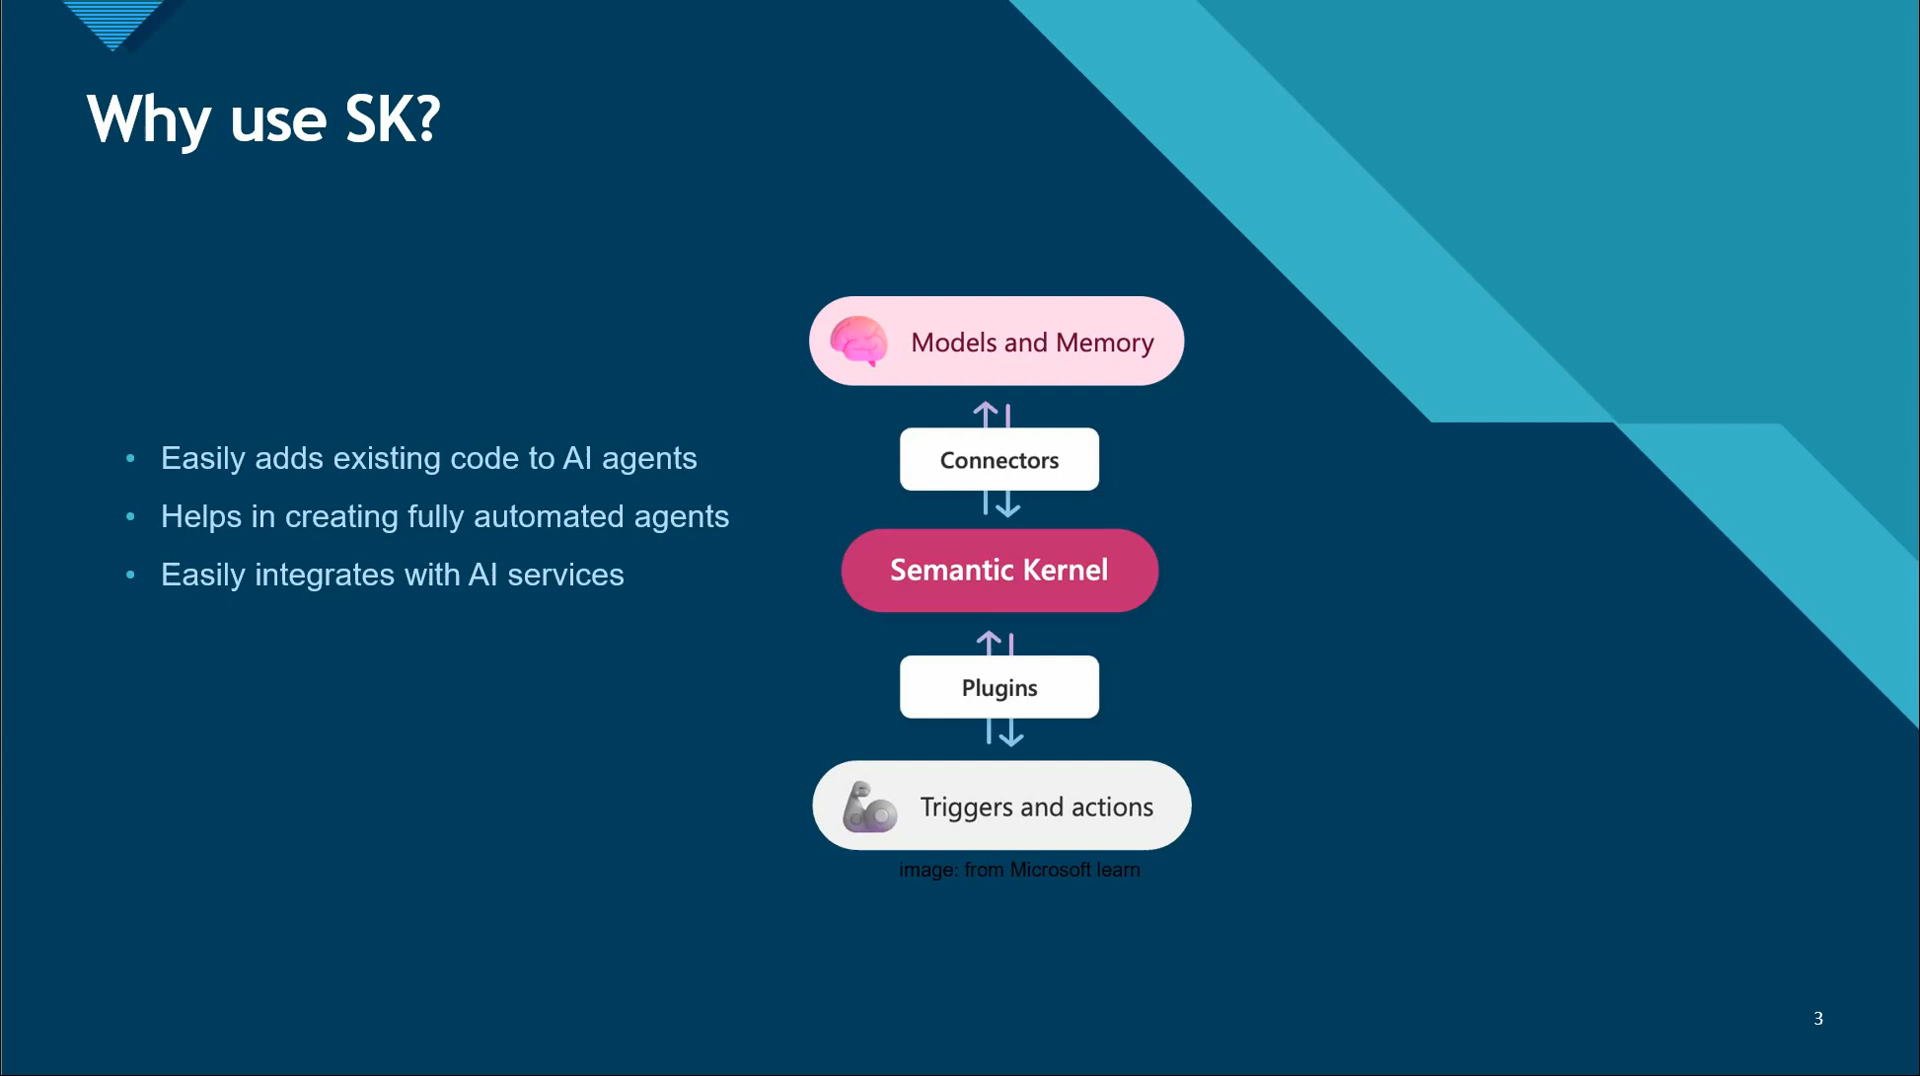 Why use SK?
• Easily adds existing code to AI agents
• Helps in creating fully automated agents
• Easily integrates with AI services
Models and Memory
Connectors
Semantic Kernel
Plugins
Triggers and actions
image: from Microsoft learn
3